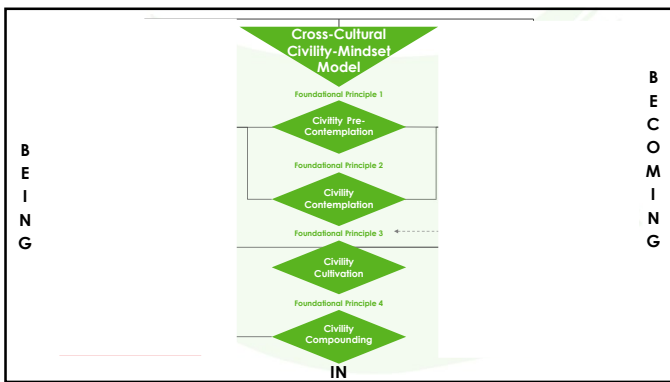 Cross-Cultural
Civility-Mindset
Model
Foundational Principle 1
Civitity Pre-
Contemplation
Foundational Principle 2
Civility
Contemplation
Foundational Principle 3
Civility
Cultivation
Foundational Principle 4
Civility
Compounding
IN
B
E
I
N
G
B
E
C
O
M
I
N
G